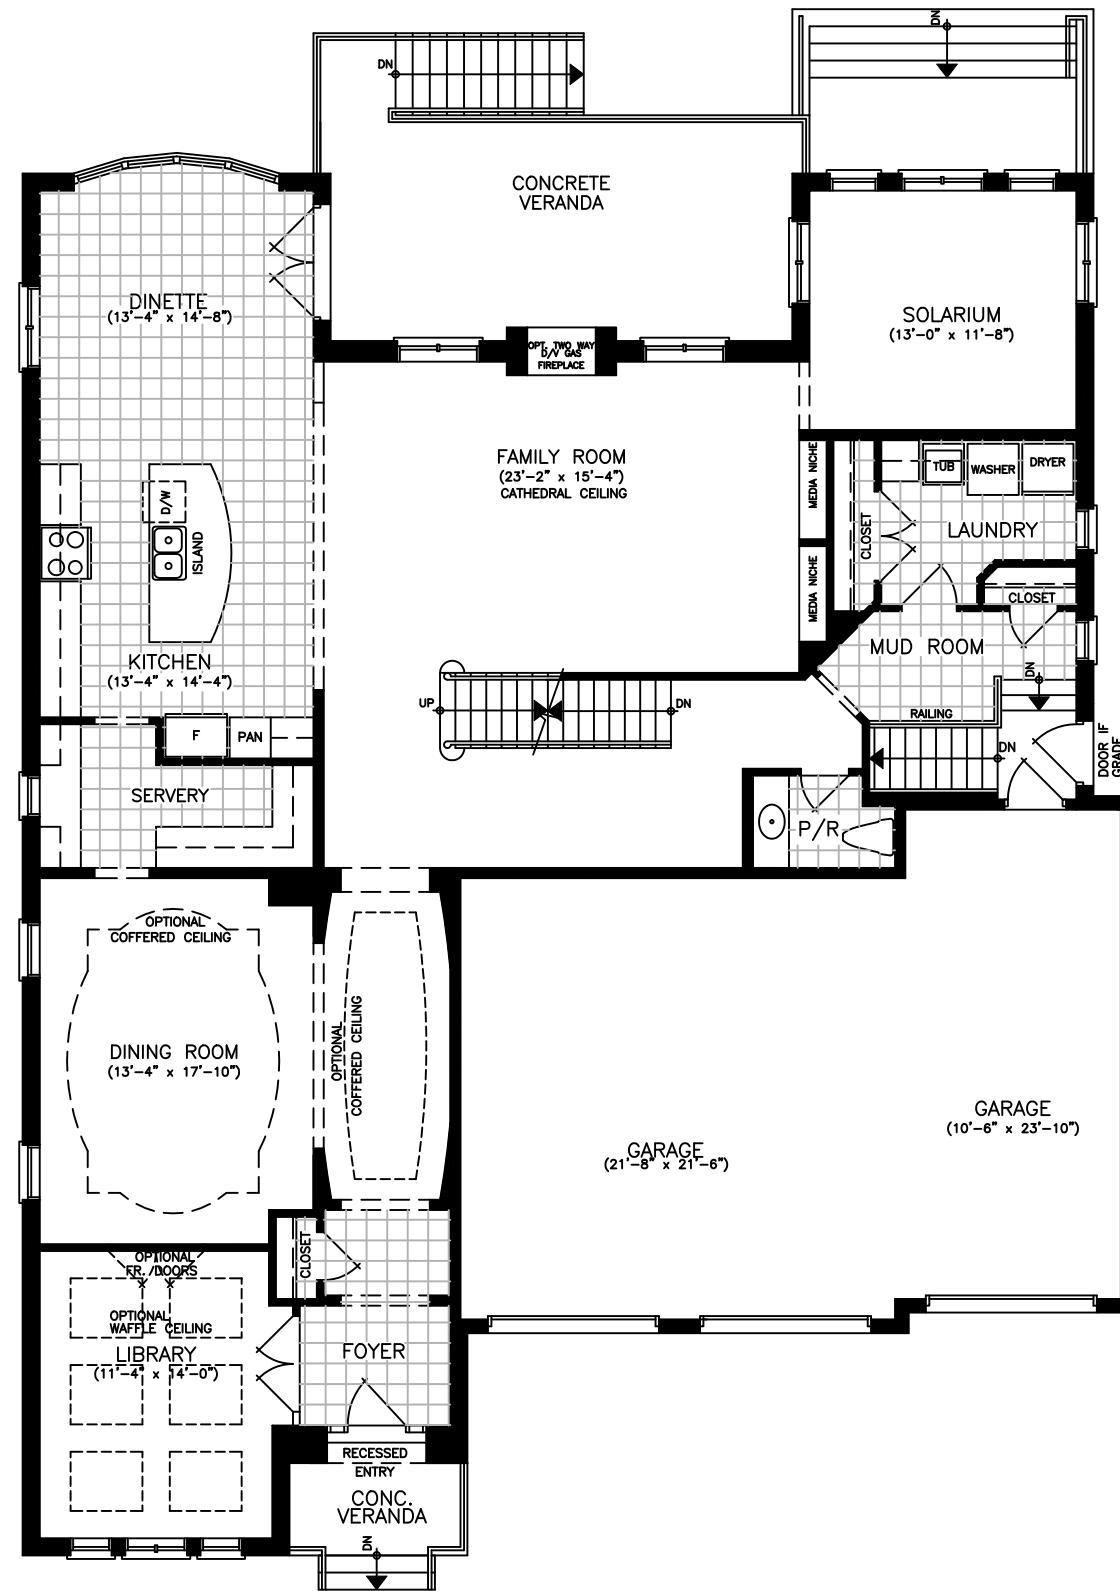 DN
DN
CONCRETE
VERANDA
DINETTE
(13'-4" x 14'-8")
SOLARIUM
(13'-0" x 11'-8")
OPT. TWO WAY
D/V GAS
FIREPLACE
FAMILY ROOM
(23'-2" x 15'-4")
CATHEDRAL CEILING
MEDIA NICHE
MEDIA NICHE
CLOSET
TUB
WASHER
DRYER
LAUNDRY
CLOSET
D/W
ISLAND
KITCHEN
(13'-4" x 14'-4")
MUD ROOM
DN
RAILING
UP
DN
F
PAN
DN
DOOR IF
GRADE
SERVERY
P/R
OPTIONAL
COFFERED CEILING
OPTIONAL
COFFERED CEILING
DINING ROOM
(13'-4" x 17'-10")
GARAGE
(21'-8" x 21'-6")
GARAGE
(10'-6" x 23'-10")
CLOSET
OPTIONAL
FR. DOORS
OPTIONAL
WAFFLE CEILING
LIBRARY
(11'-4" x 14'-0")
FOYER
RECESSED
ENTRY
CONC.
VERANDA
DN